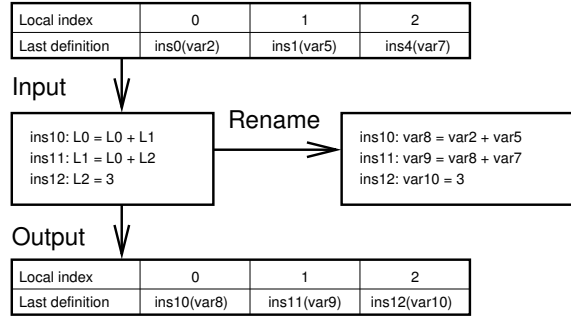 Local index 0 1 2
Last definition ins0(var2) ins1(var5) ins4(var7)
Input
Rename
ins10: L0 = L0 + L1
ins11: L1 = L0 + L2
ins12: L2 = 3
ins10: var8 = var2 + var5
ins11: var9 = var8 + var7
ins12: var10 = 3
Output
Local index 0 1 2
Last definition ins10(var8) ins11(var9) ins12(var10)